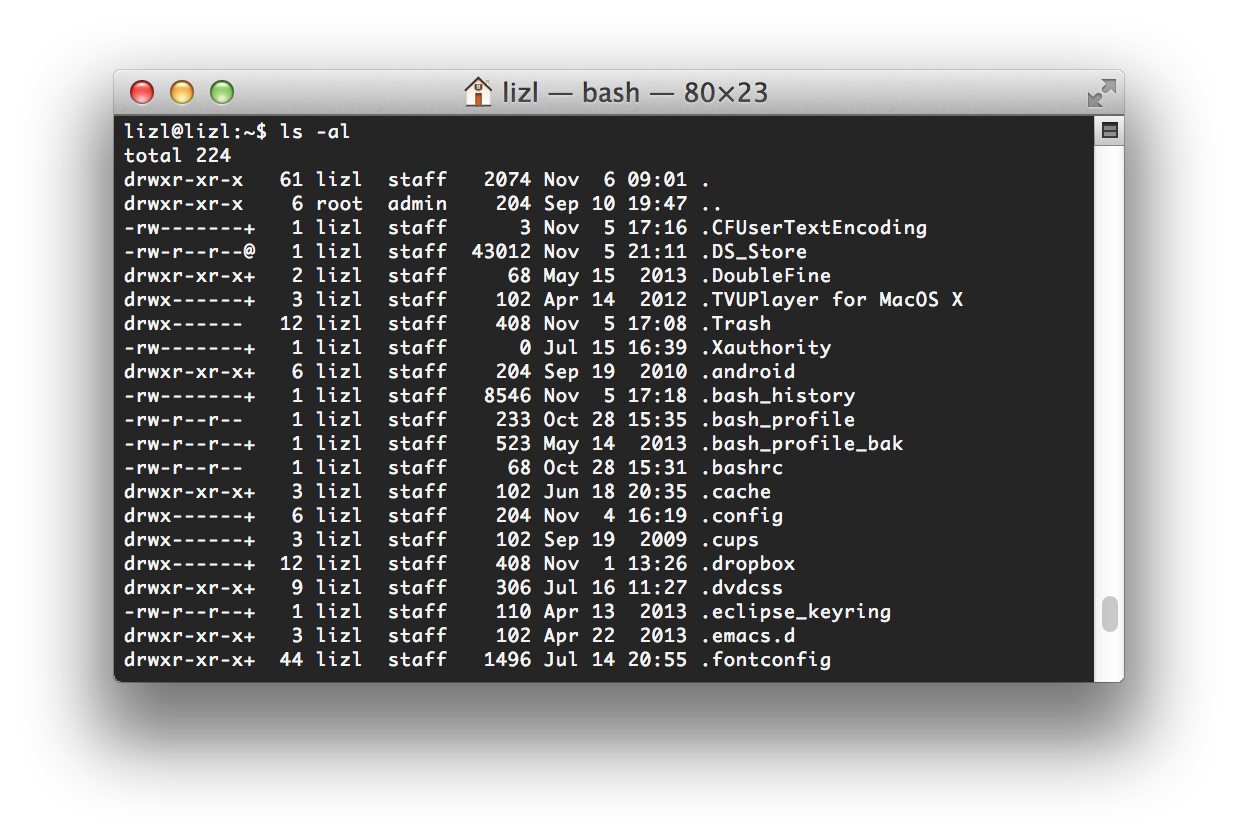 lizl — bash — 80×23
lizl@lizl:~$ ls -al
total 224
drwxr-xr-x   61 lizl  staff   2074 Nov  6 09:01 .
drwxr-xr-x    6 root  admin    204 Sep 10 19:47 ..
-rw-------+   1 lizl  staff      3 Nov  5 17:16 .CFUserTextEncoding
-rw-r--r--@   1 lizl  staff  43012 Nov  5 21:11 .DS_Store
drwxr-xr-x+   2 lizl  staff     68 May 15  2013 .DoubleFine
drwx------+   3 lizl  staff    102 Apr 14  2012 .TVUPlayer for MacOS X
drwx------   12 lizl  staff    408 Nov  5 17:08 .Trash
-rw-------+   1 lizl  staff      0 Jul 15 16:39 .Xauthority
drwxr-xr-x+   6 lizl  staff    204 Sep 19  2010 .android
-rw-------+   1 lizl  staff   8546 Nov  5 17:18 .bash_history
-rw-r--r--    1 lizl  staff    233 Oct 28 15:35 .bash_profile
-rw-r--r--+   1 lizl  staff    523 May 14  2013 .bash_profile_bak
-rw-r--r--    1 lizl  staff     68 Oct 28 15:31 .bashrc
drwxr-xr-x+   3 lizl  staff    102 Jun 18 20:35 .cache
drwx------+   6 lizl  staff    204 Nov  4 16:19 .config
drwx------+   3 lizl  staff    102 Sep 19  2009 .cups
drwx------+  12 lizl  staff    408 Nov  1 13:26 .dropbox
drwxr-xr-x+   9 lizl  staff    306 Jul 16 11:27 .dvdcss
-rw-r--r--+   1 lizl  staff    110 Apr 13  2013 .eclipse_keyring
drwxr-xr-x+   3 lizl  staff    102 Apr 22  2013 .emacs.d
drwxr-xr-x+  44 lizl  staff   1496 Jul 14 20:55 .fontconfig